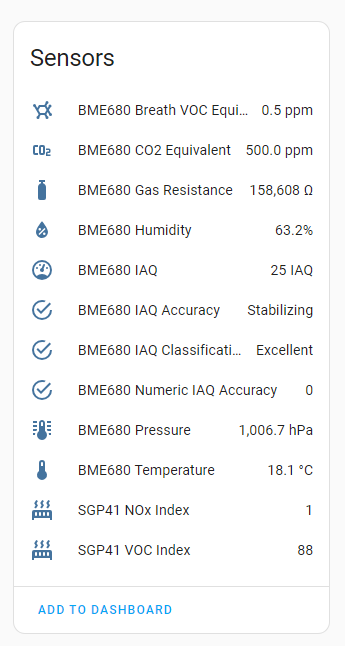 Sensors
BME680 Breath VOC Equi… 0.5 ppm
CO₂ BME680 CO2 Equivalent 500.0 ppm
BME680 Gas Resistance 158,608 Ω
BME680 Humidity 63.2%
BME680 IAQ 25 IAQ
BME680 IAQ Accuracy Stabilizing
BME680 IAQ Classificati… Excellent
BME680 Numeric IAQ Accuracy 0
BME680 Pressure 1,006.7 hPa
BME680 Temperature 18.1 °C
SGP41 NOx Index 1
SGP41 VOC Index 88
ADD TO DASHBOARD